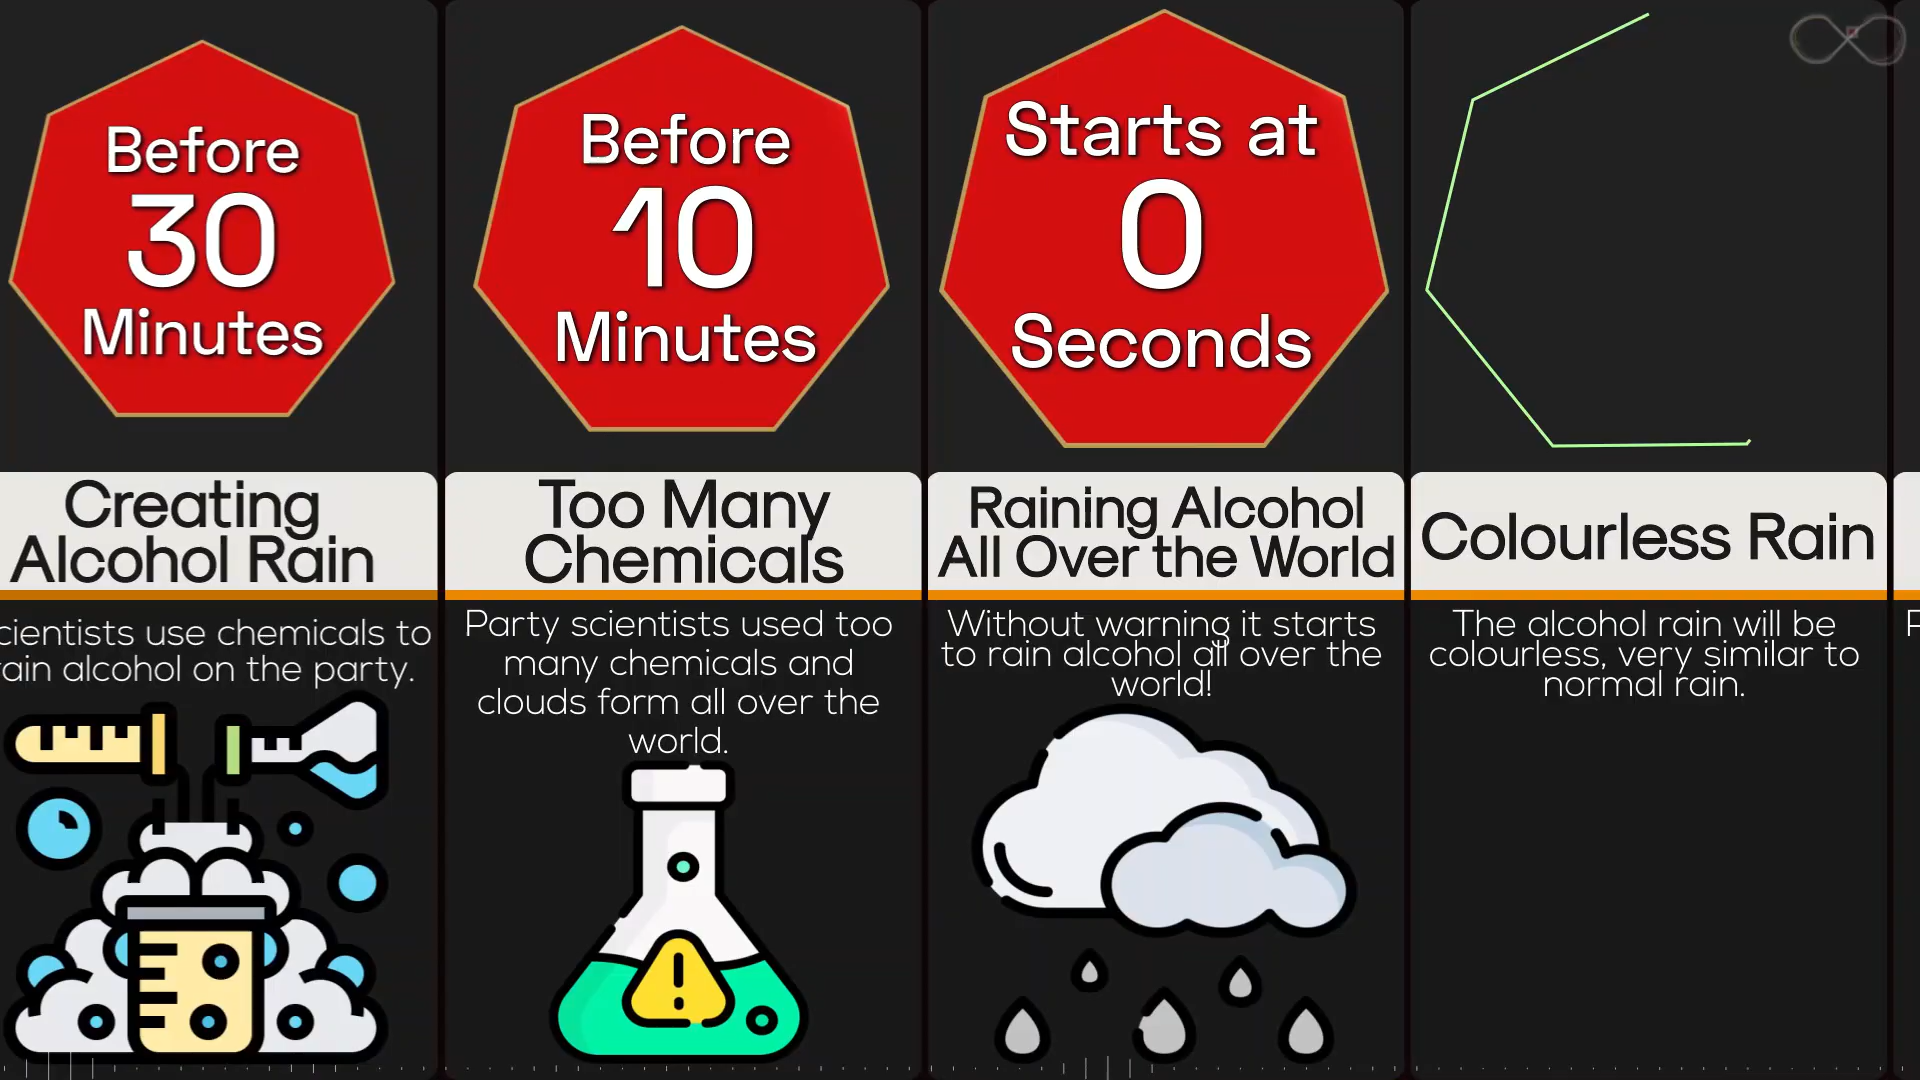 Before
30
Minutes
Creating
Alcohol Rain
cientists use chemicals to
ain alcohol on the party.
Before
10
Minutes
Too Many
Chemicals
Party scientists used too
many chemicals and
clouds form all over the
world.
Starts at
0
Seconds
Raining Alcohol
All Over the World
Without warning it starts
to rain alcohol all over the
world!
Colourless Rain
The alcohol rain will be
colourless, very similar to
normal rain.